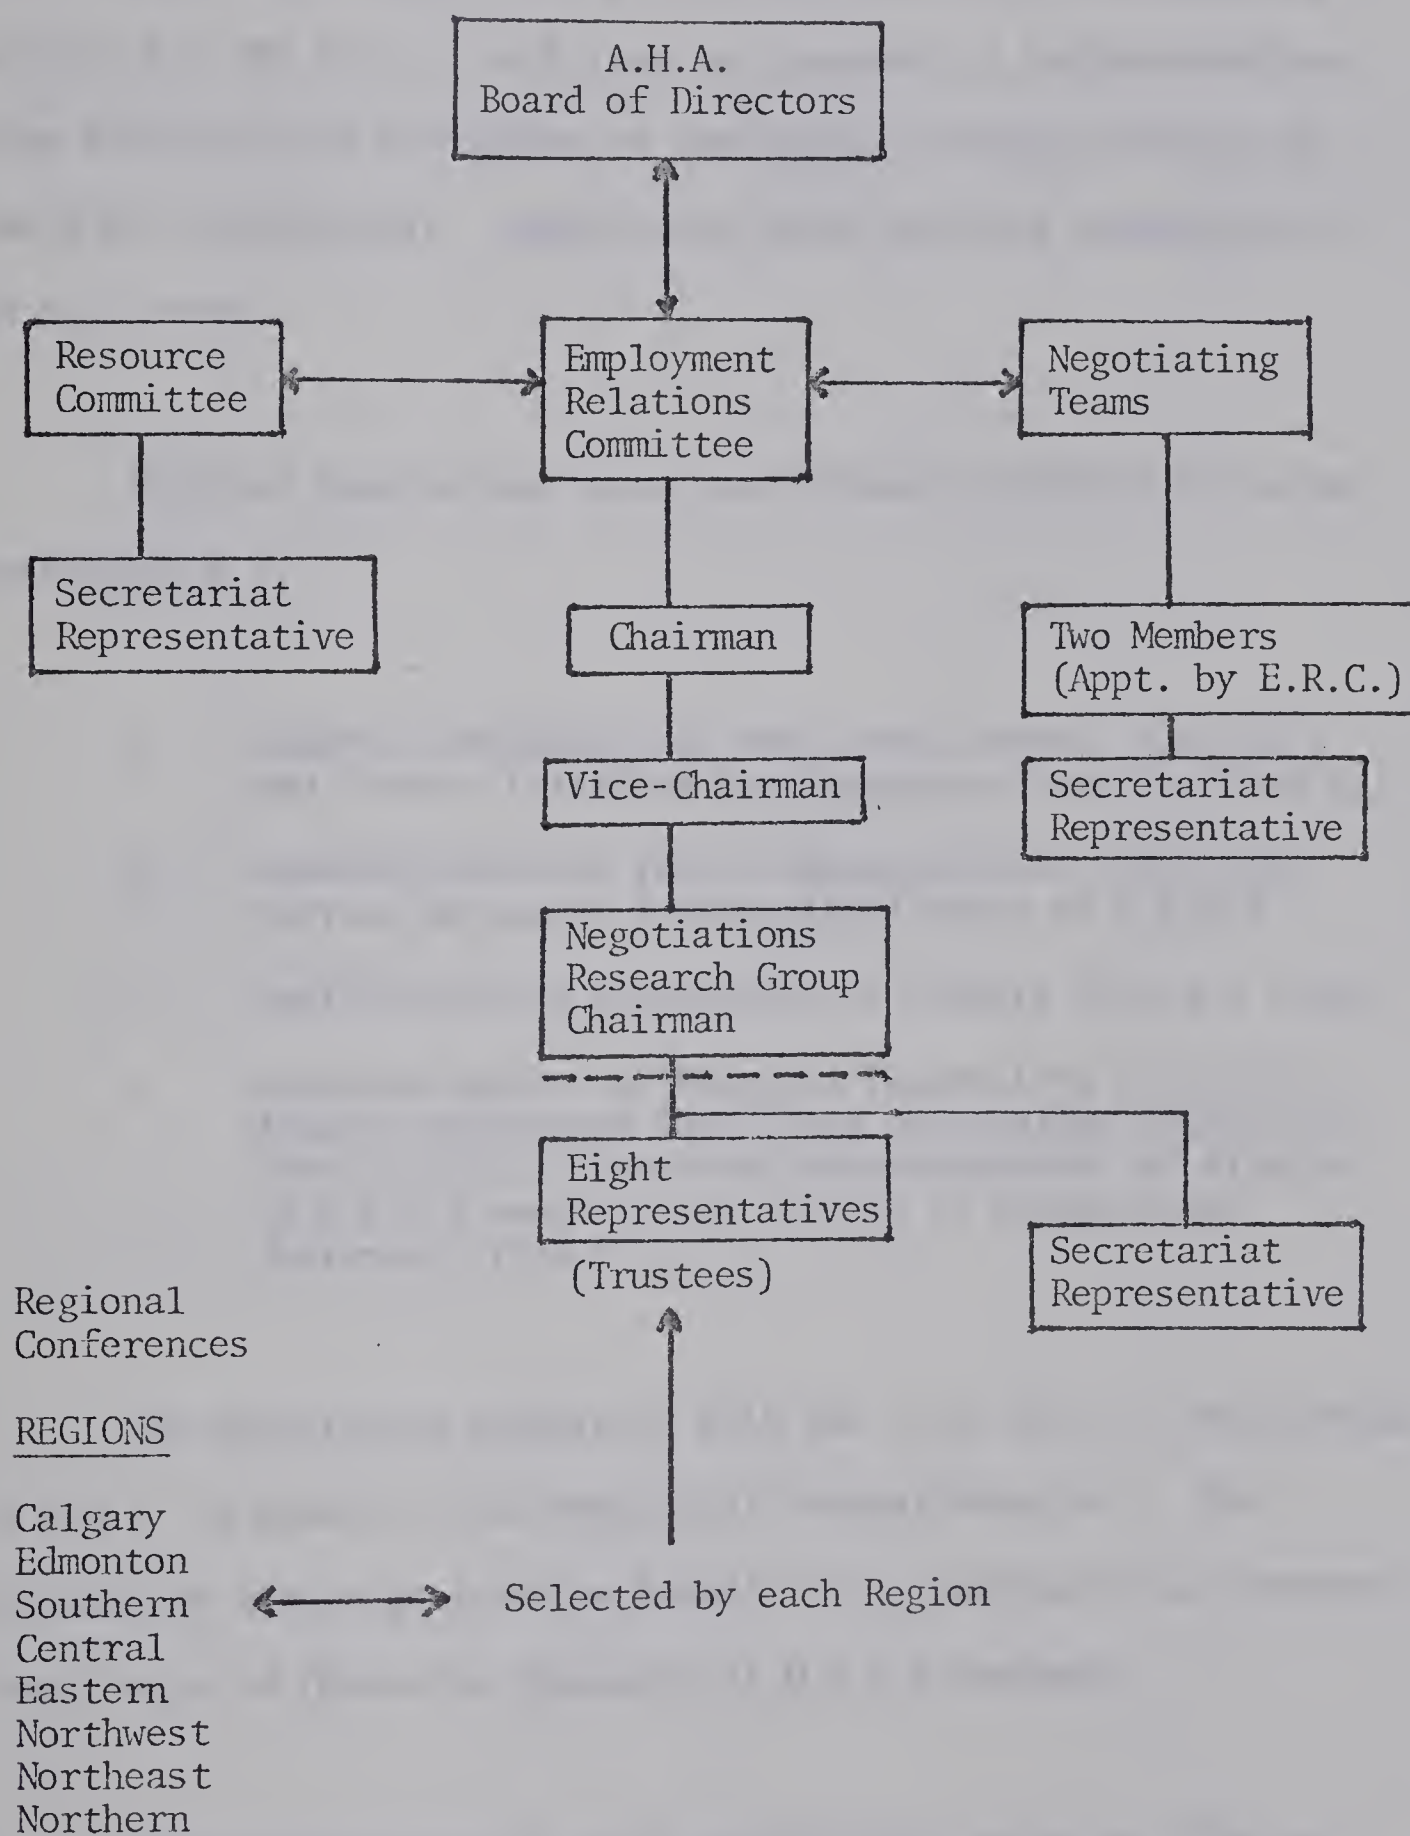 A.H.A.
Board of Directors
Resource
Committee
Employment
Relations
Committee
Negotiating
Teams
Secretariat
Representative
Chairman
Two Members
(Appt. by E.R.C.)
Vice-Chairman
Secretariat
Representative
Negotiations
Research Group
Chairman
Eight
Representatives
(Trustees)
Secretariat
Representative
Regional
Conferences
REGIONS
Calgary
Edmonton
Southern
Central
Eastern
Northwest
Northeast
Northern
Selected by each Region